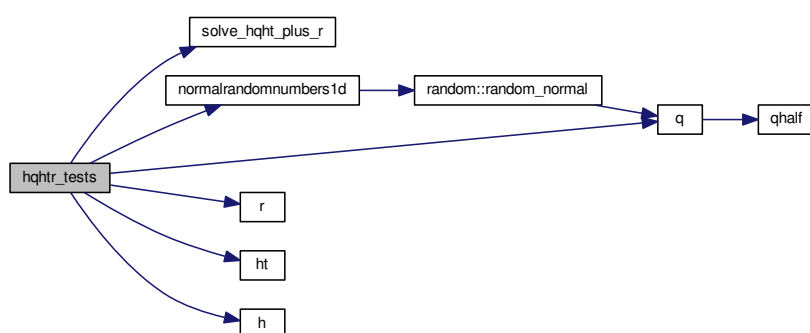 solve_hqht_plus_r
normalrandomnumbers1d
random::random_normal
q
qhalf
hqhtr_tests
r
ht
h